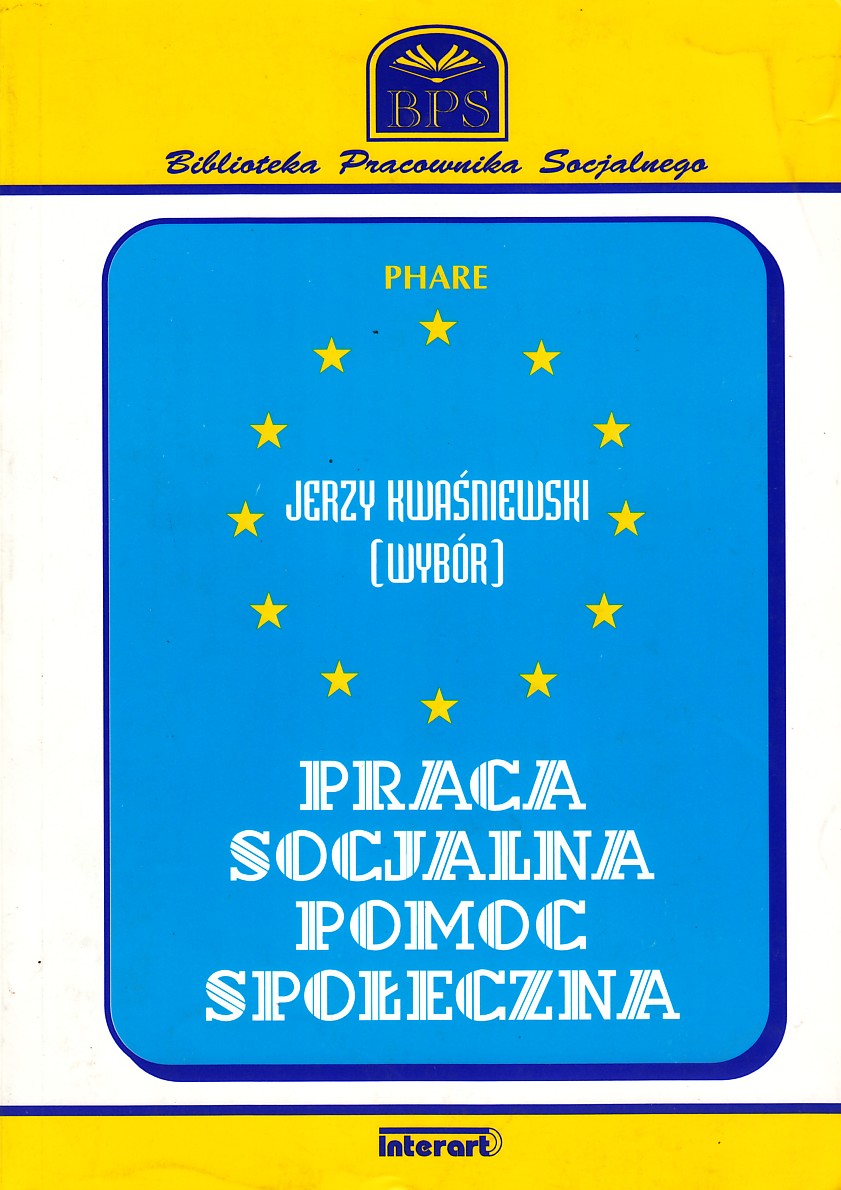 BPS
Biblioteka Pracownika Socjalnego
PHARE
JERZY KWAŚNIEWSKI
(WYBÓR)
PRACA
SOCJALNA
POMOC
SPOŁECZNA
interart